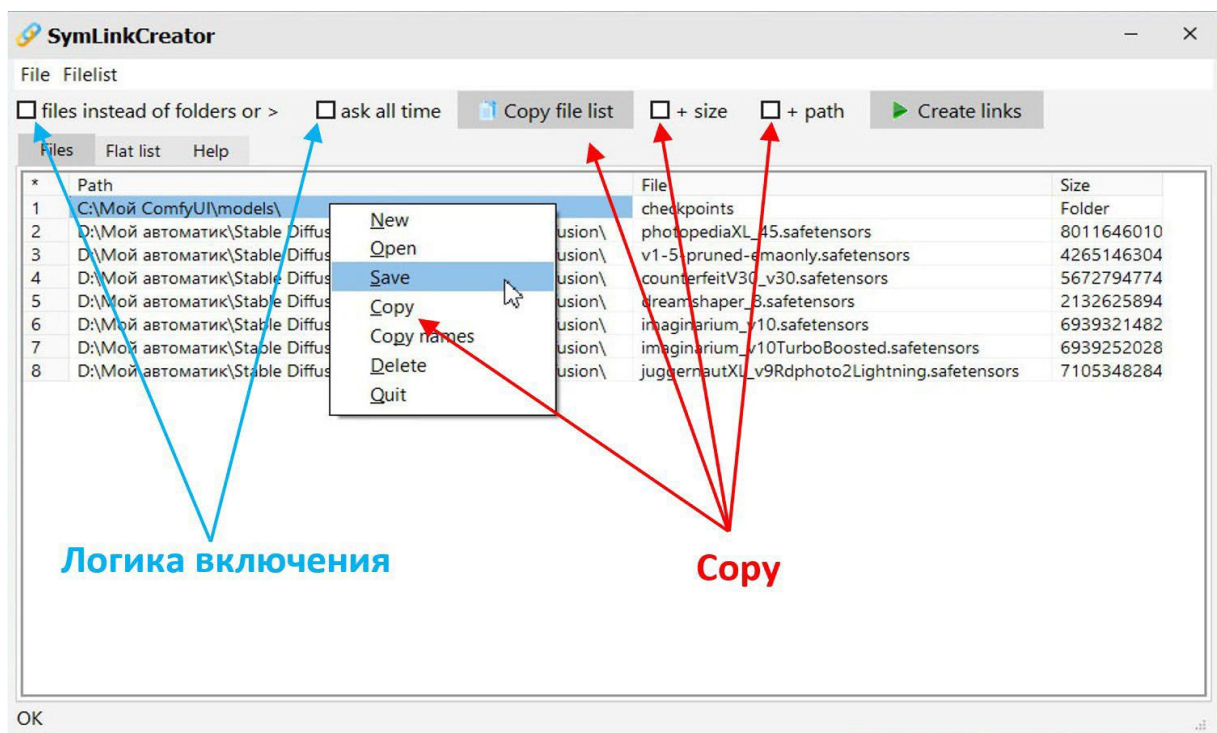 SymLinkCreator
File Filelist
files instead of folders or > ask all time Copy file list + size + path Create links
Files Flat list Help
* Path File Size
1 C:\Мой ComfyUI\models\ checkpoints Folder
2 D:\Мой автоматик\Stable Diffus usion\ photopediaXL_45.safetensors 8011646010
3 D:\Мой автоматик\Stable Diffus usion\ v1-5-pruned-emaonly.safetensors 4265146304
4 D:\Мой автоматик\Stable Diffus usion\ counterfeitV30_v30.safetensors 5672794774
5 D:\Мой автоматик\Stable Diffus usion\ dreamshaper_8.safetensors 2132625894
6 D:\Мой автоматик\Stable Diffus usion\ imaginarium_v10.safetensors 6939321482
7 D:\Мой автоматик\Stable Diffus usion\ imaginarium_v10TurboBoosted.safetensors 6939252028
8 D:\Мой автоматик\Stable Diffus usion\ juggernautXL_v9Rdphoto2Lightning.safetensors 7105348284
New
Open
Save
Copy
Copy names
Delete
Quit
Логика включения
Copy
OK